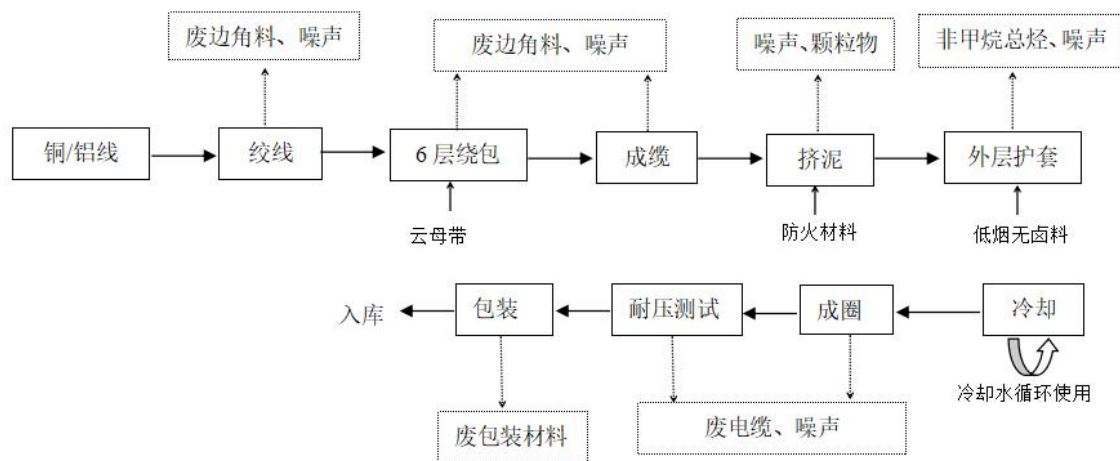 废边角料、噪声
废边角料、噪声
噪声、颗粒物
非甲烷总烃、噪声
铜/铝线
绞线
6层绕包
成缆
挤泥
外层护套
云母带
防火材料
低烟无卤料
入库
包装
耐压测试
成圈
冷却
冷却水循环使用
废包装材料
废电缆、噪声